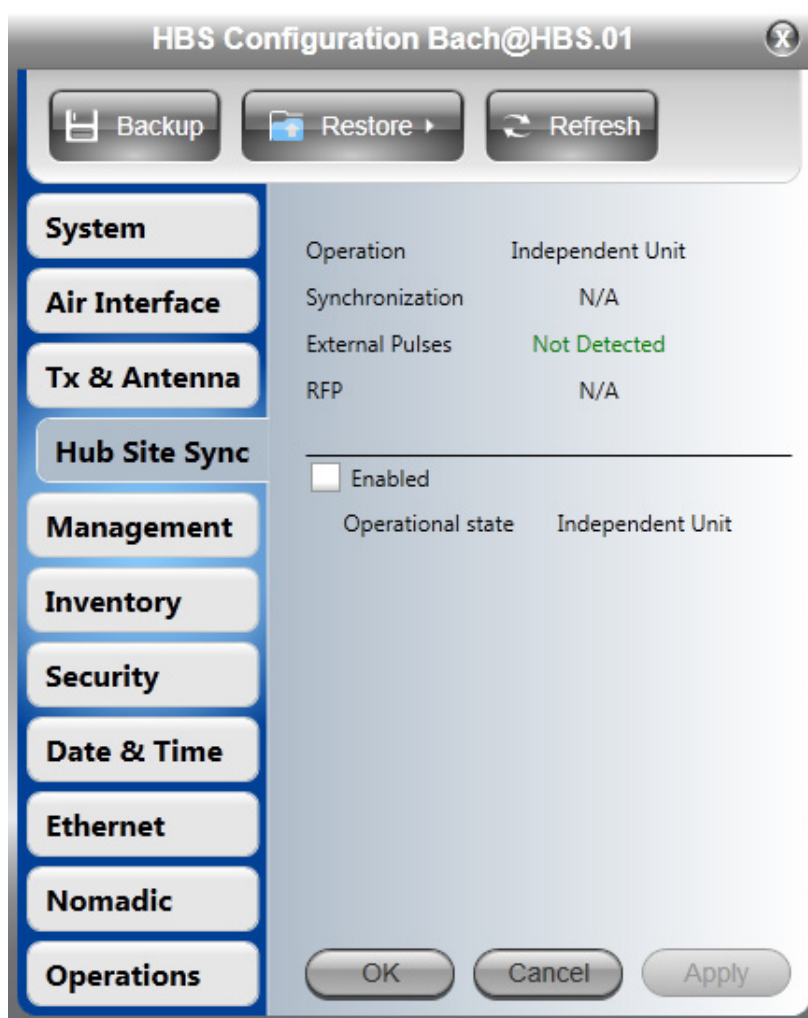 HBS Configuration Bach@HBS.01
X
Backup
Restore
Refresh
System
Air Interface
Tx & Antenna
Hub Site Sync
Management
Inventory
Security
Date & Time
Ethernet
Nomadic
Operations
Operation Independent Unit
Synchronization N/A
External Pulses Not Detected
RFP N/A
Enabled
Operational state Independent Unit
OK
Cancel
Apply